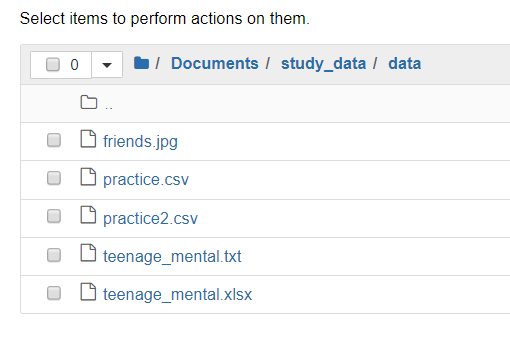 Select items to perform actions on them.
0 / Documents / study_data / data
..
friends.jpg
practice.csv
practice2.csv
teenage_mental.txt
teenage_mental.xlsx